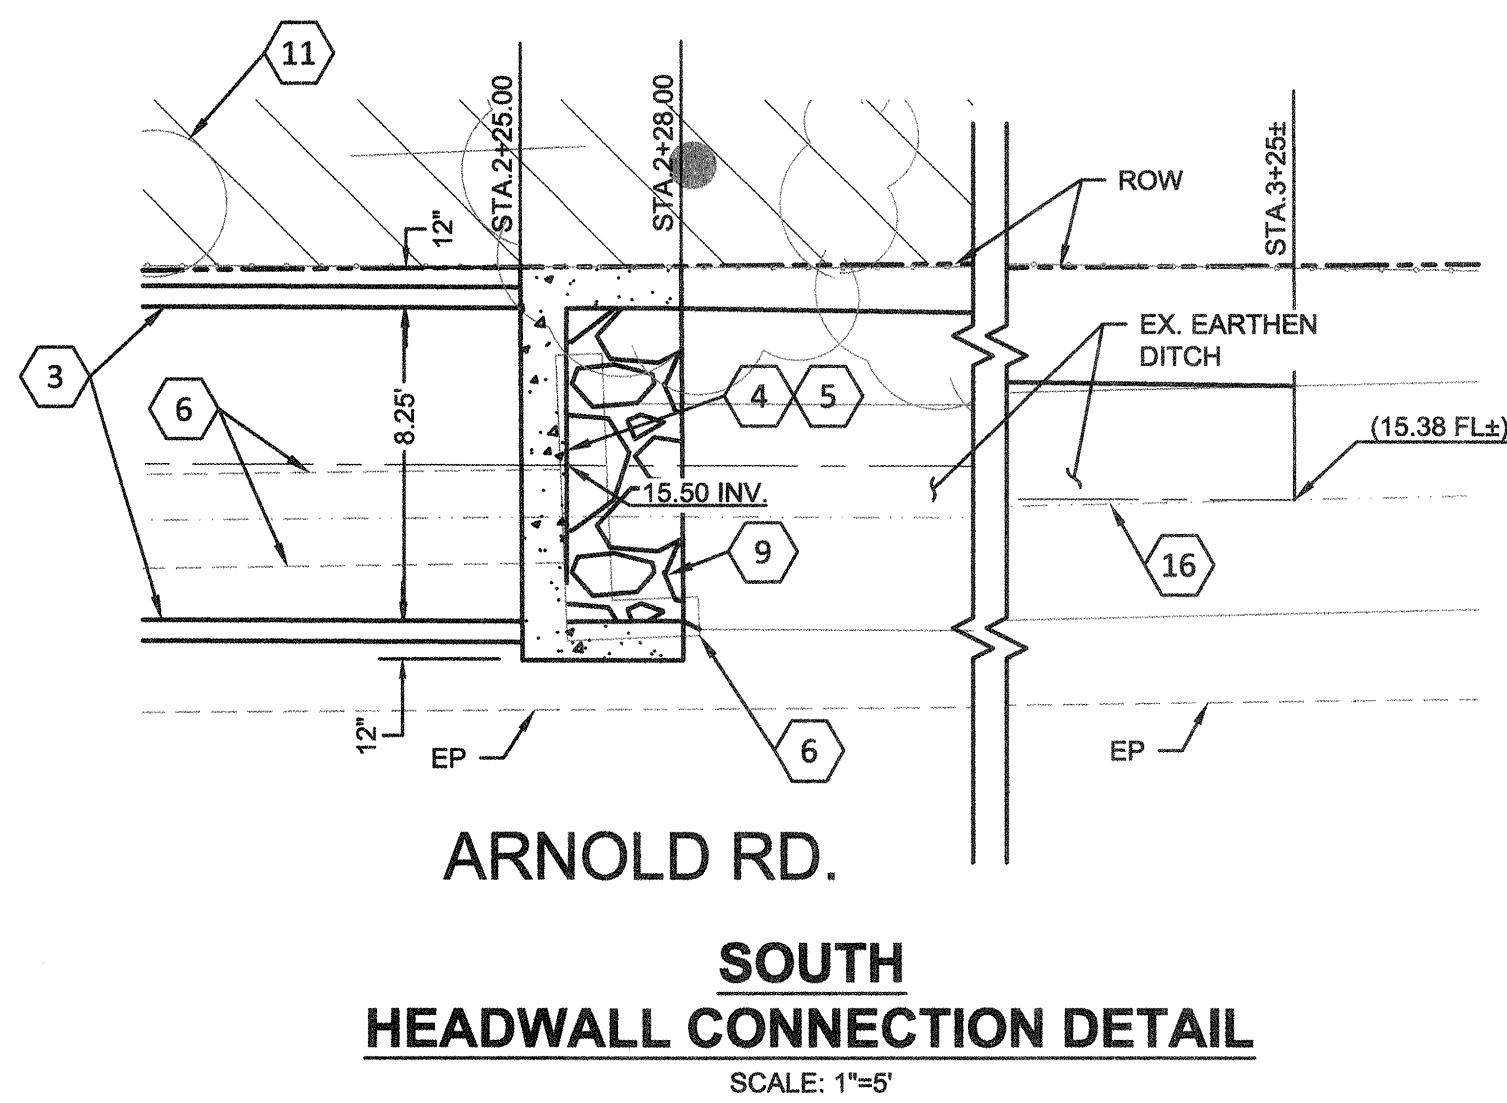 11
STA.2+25.00
STA.2+28.00
STA.3+25±
ROW
12"
EX. EARTHEN
DITCH
3
6
8.25'
4
5
(15.38 FL±)
15.50 INV.
9
16
12"
EP
6
EP
ARNOLD RD.
SOUTH
HEADWALL CONNECTION DETAIL
SCALE: 1"=5'